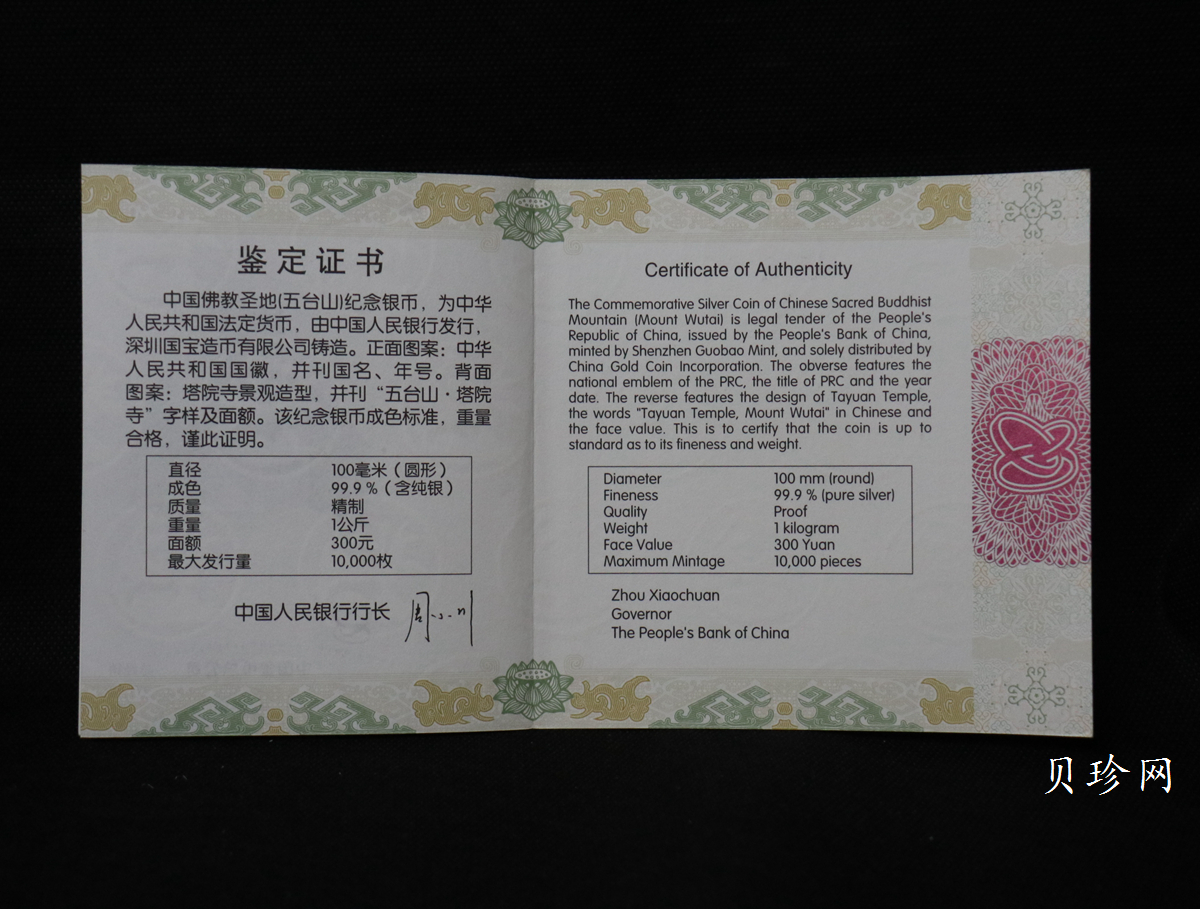 鉴定证书
中国佛教圣地(五台山)纪念银币，为中华
人民共和国法定货币，由中国人民银行发行，
深圳国宝造币有限公司铸造。正面图案：中华
人民共和国国徽，并刊国名、年号。背面
图案：塔院寺景观造型，并刊“五台山·塔院
寺”字样及面额。该纪念银币成色标准，重量
合格，谨此证明。
直径 100毫米（圆形）
成色 99.9％（含纯银）
质量 精制
重量 1公斤
面额 300元
最大发行量 10,000枚
中国人民银行行长 周小川
Certificate of Authenticity
The Commemorative Silver Coin of Chinese Sacred Buddhist
Mountain (Mount Wutai) is legal tender of the People's
Republic of China, issued by the People's Bank of China,
minted by Shenzhen Guobao Mint, and solely distributed by
China Gold Coin Incorporation. The obverse features the
national emblem of the PRC, the title of PRC and the year
date. The reverse features the design of Tayuan Temple,
the words "Tayuan Temple, Mount Wutai" in Chinese and
the face value. This is to certify that the coin is up to
standard as to its fineness and weight.
Diameter 100 mm (round)
Fineness 99.9 % (pure silver)
Quality Proof
Weight 1 kilogram
Face Value 300 Yuan
Maximum Mintage 10,000 pieces
Zhou Xiaochuan
Governor
The People's Bank of China
贝珍网